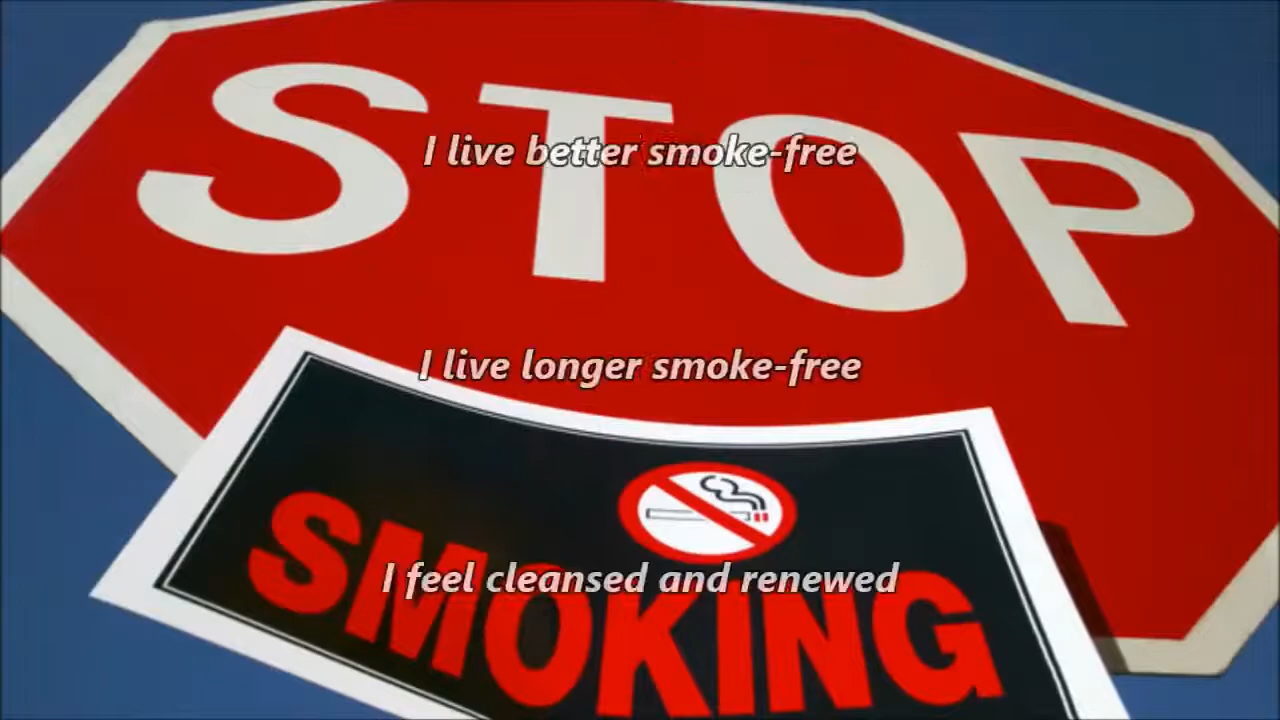 STOP
I live better smoke-free
I live longer smoke-free
SMOKING
I feel cleansed and renewed